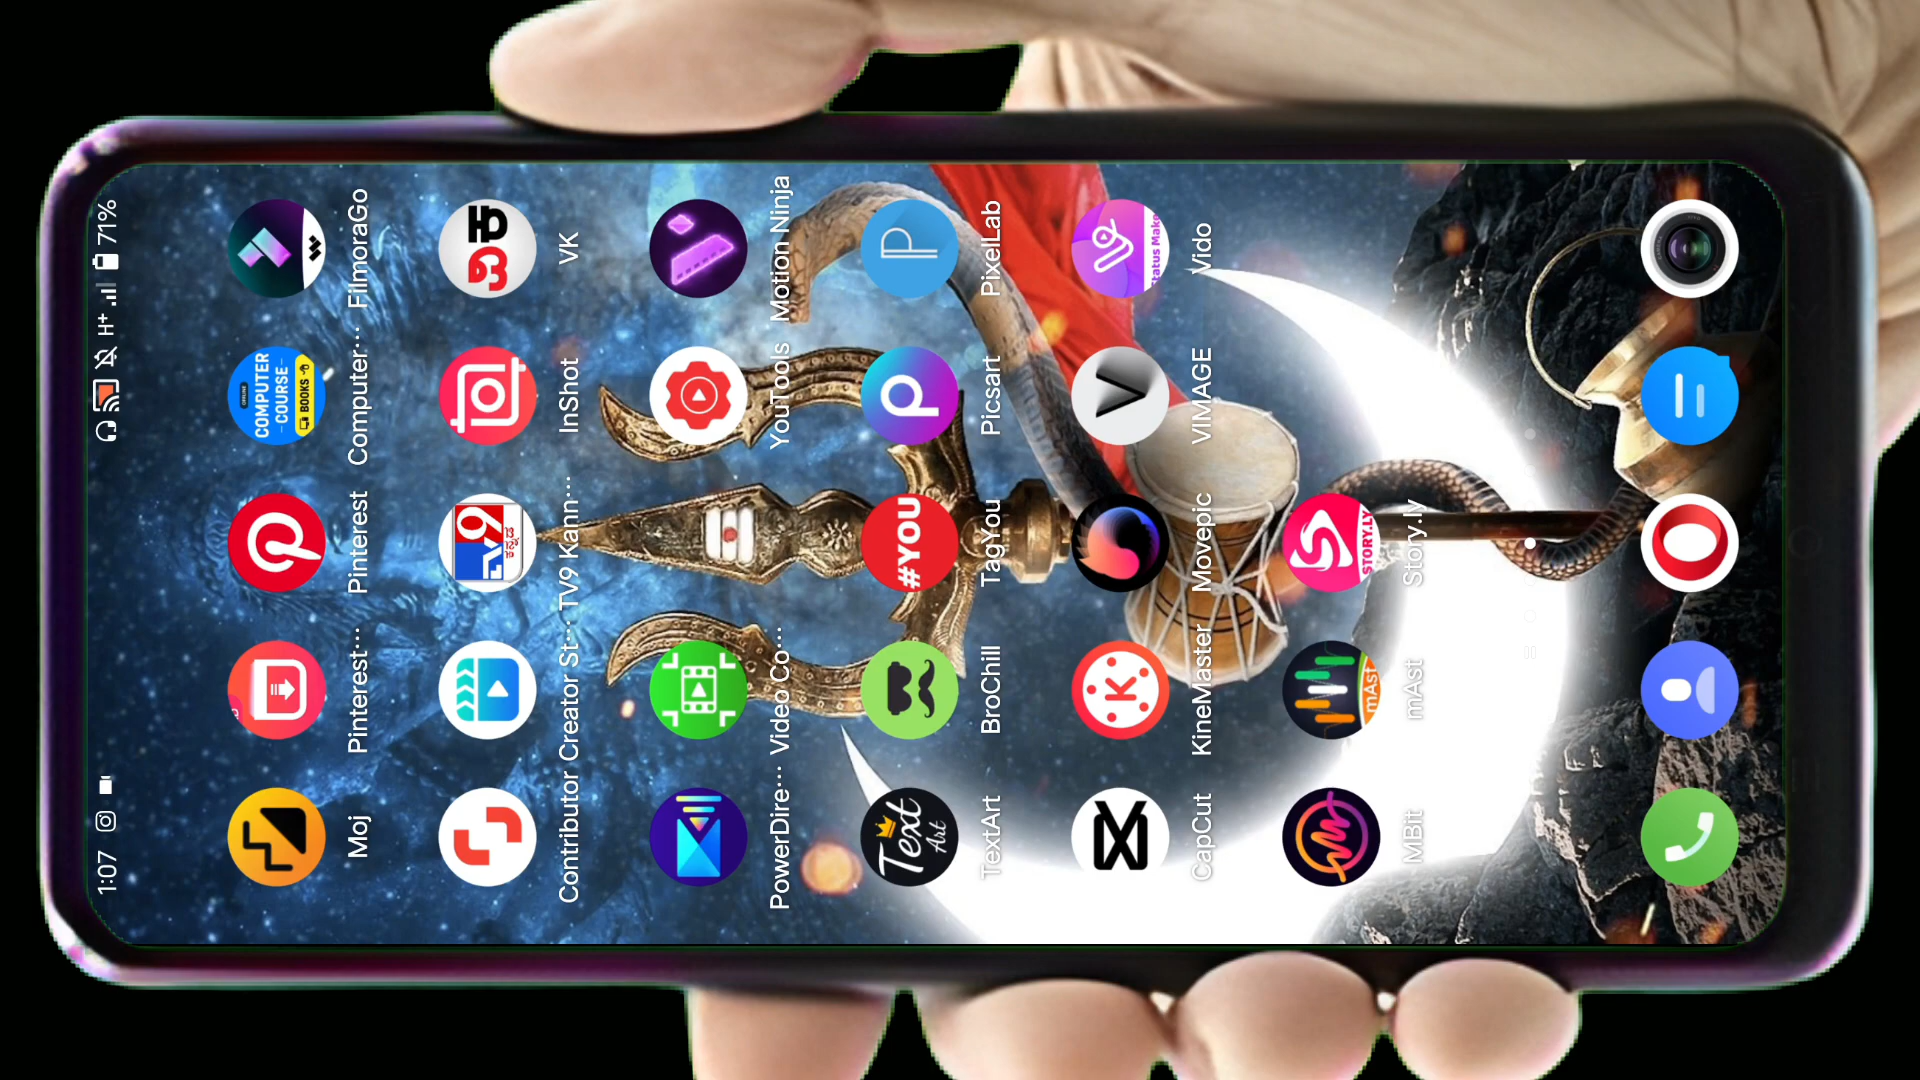 1:07 H+ 71%
COMPUTER
COURSE
BOOKS
Moj Pinterest... Pinterest Computer... FilmoraGo
TV9
Contributor Creator St... TV9 Kann... InShot VK
PowerDire... Video Co... YouTools Motion Ninja
Text
Art
#YOU
TextArt BroChill TagYou Picsart PixelLab
CapCut KineMaster Movepic VIMAGE Vido
mAst
STORY.LY
MBit mAst Story.ly